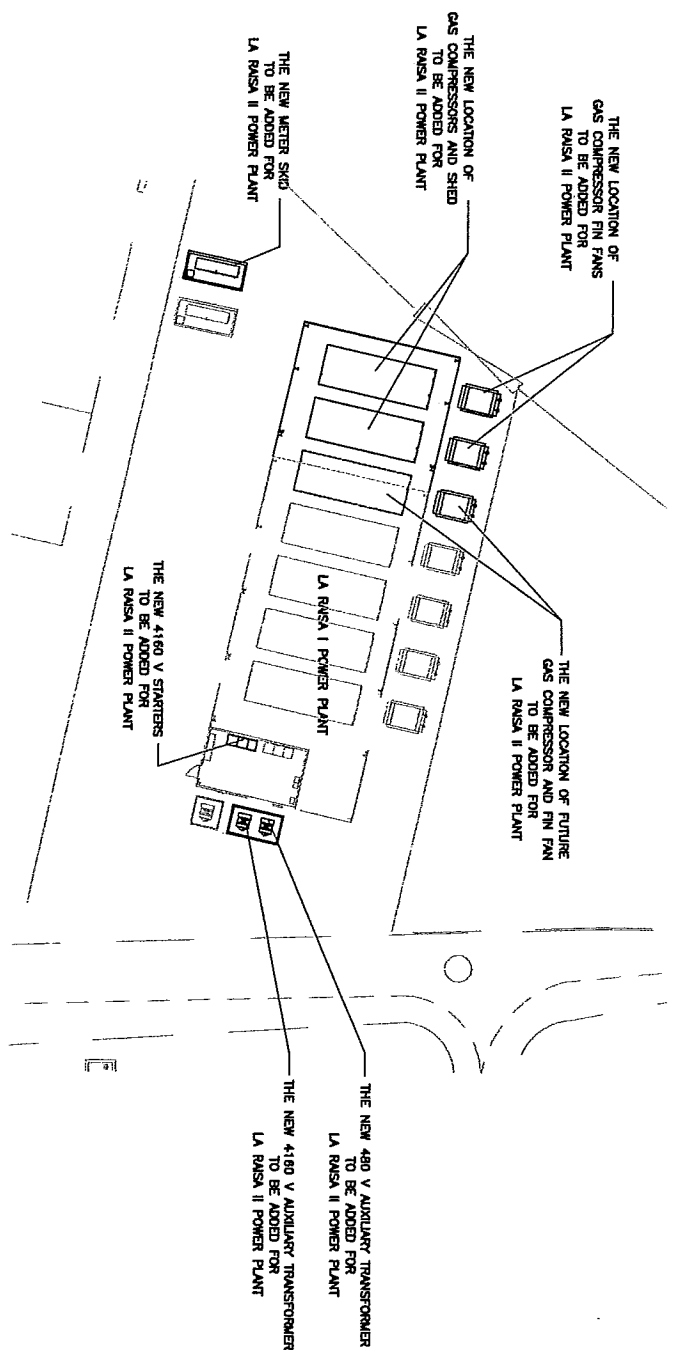 THE NEW LOCATION OF
GAS COMPRESSOR FIN FANS
TO BE ADDED FOR
LA RAISA II POWER PLANT
THE NEW LOCATION OF
GAS COMPRESSORS AND SHED
TO BE ADDED FOR
LA RAISA II POWER PLANT
THE NEW METER SKID
TO BE ADDED FOR
LA RAISA II POWER PLANT
THE NEW LOCATION OF FUTURE
GAS COMPRESSOR AND FIN FAN
TO BE ADDED FOR
LA RAISA II POWER PLANT
LA RAISA I POWER PLANT
THE NEW 4160 V STARTERS
TO BE ADDED FOR
LA RAISA II POWER PLANT
THE NEW 480 V AUXILIARY TRANSFORMER
TO BE ADDED FOR
LA RAISA II POWER PLANT
THE NEW 4160 V AUXILIARY TRANSFORMER
TO BE ADDED FOR
LA RAISA II POWER PLANT